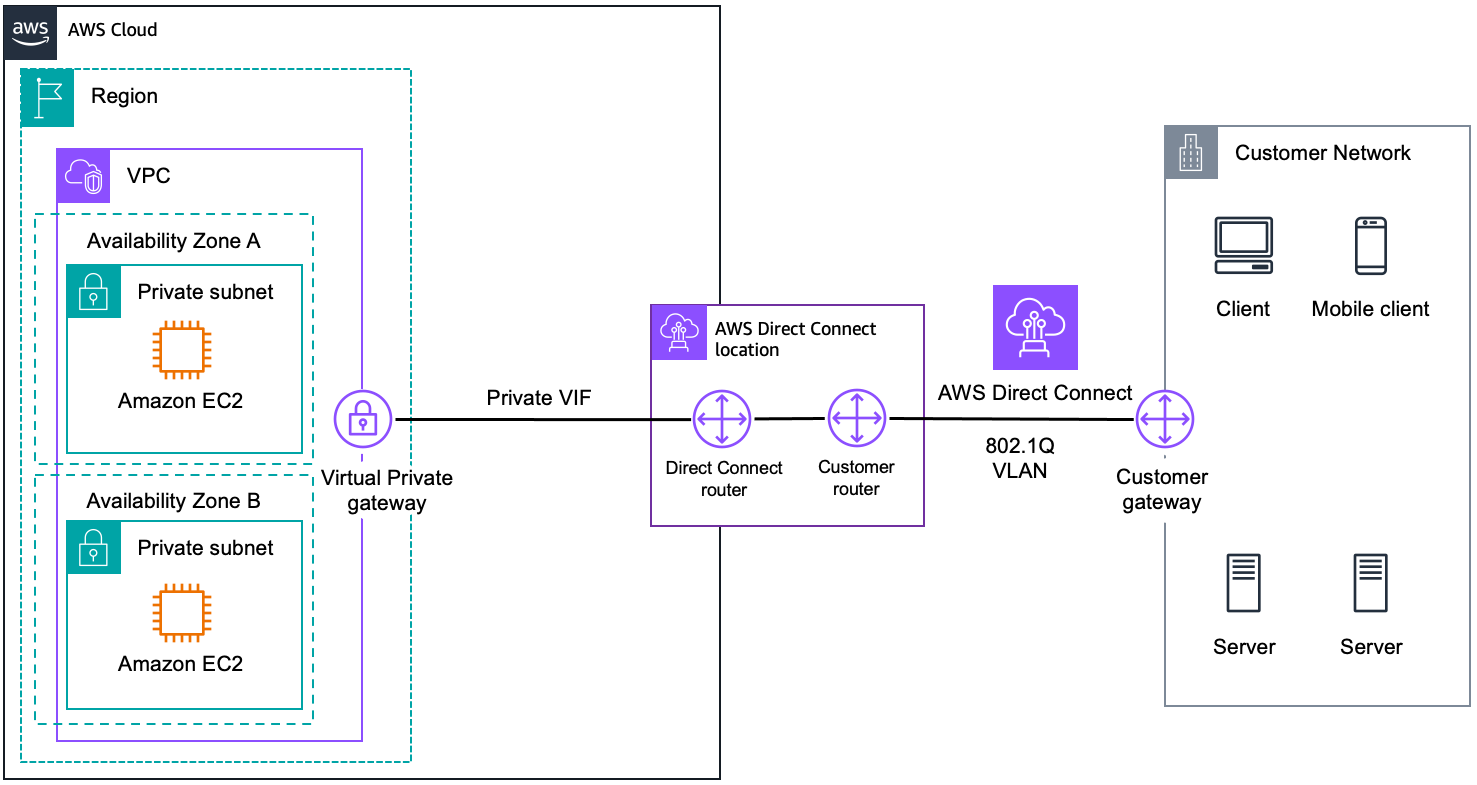 aws
AWS Cloud
Region
VPC
Availability Zone A
Private subnet
Amazon EC2
Availability Zone B
Private subnet
Amazon EC2
Virtual Private
gateway
Private VIF
AWS Direct Connect
location
Direct Connect
router
Customer
router
AWS Direct Connect
802.1Q
VLAN
Customer
gateway
Customer Network
Client
Mobile client
Server
Server